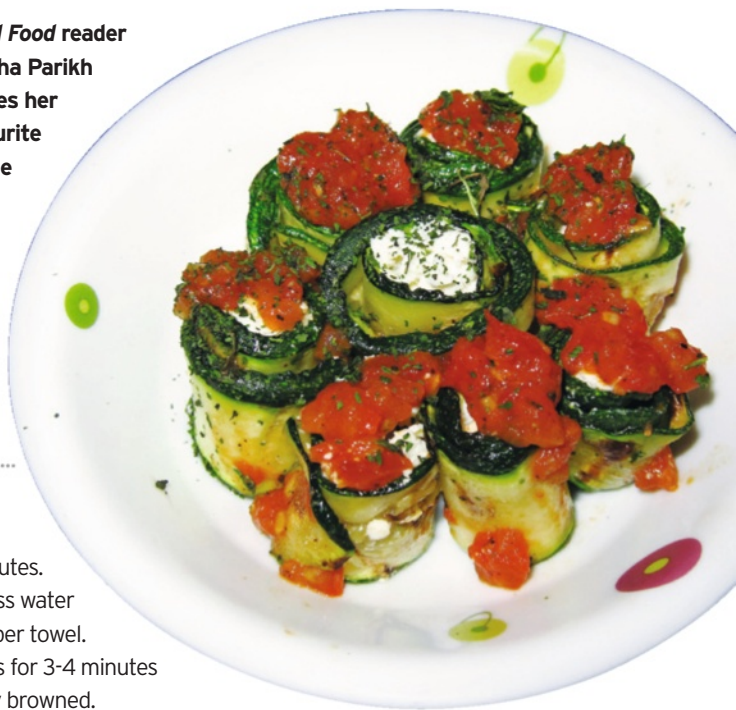 Food reader
ha Parikh
es her
urite
e
utes.
ss water
per towel.
s for 3-4 minutes
browned.